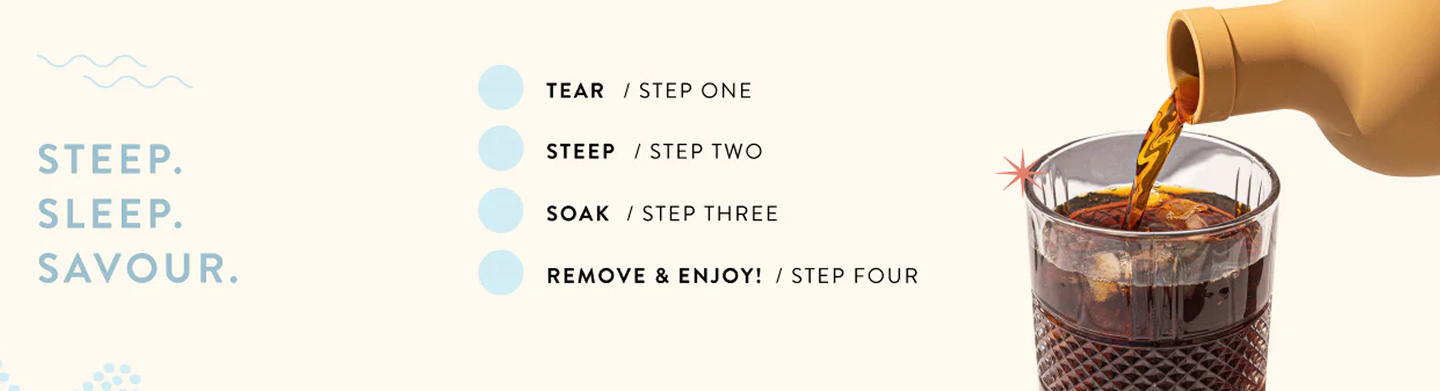 STEEP.
SLEEP.
SAVOUR.
TEAR / STEP ONE
STEEP / STEP TWO
SOAK / STEP THREE
REMOVE & ENJOY! / STEP FOUR